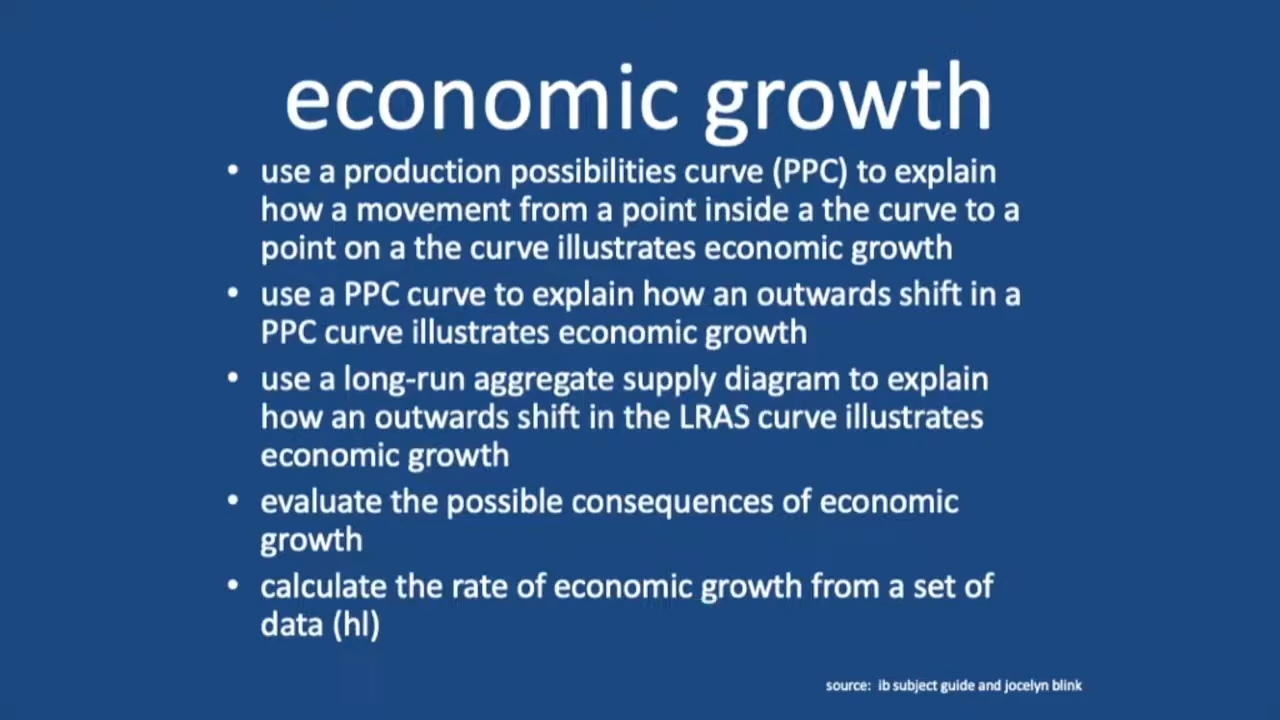 economic growth
• use a production possibilities curve (PPC) to explain
how a movement from a point inside a the curve to a
point on a the curve illustrates economic growth
• use a PPC curve to explain how an outwards shift in a
PPC curve illustrates economic growth
• use a long-run aggregate supply diagram to explain
how an outwards shift in the LRAS curve illustrates
economic growth
• evaluate the possible consequences of economic
growth
• calculate the rate of economic growth from a set of
data (hl)
source: ib subject guide and jocelyn blink